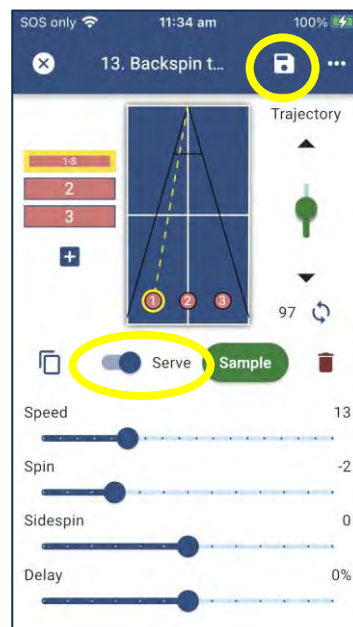 SOS only 11:34 am 100%
13. Backspin t... ...
Trajectory
1-S
2
3
1 2 3
97
Serve Sample
Speed 13
Spin -2
Sidespin 0
Delay 0%